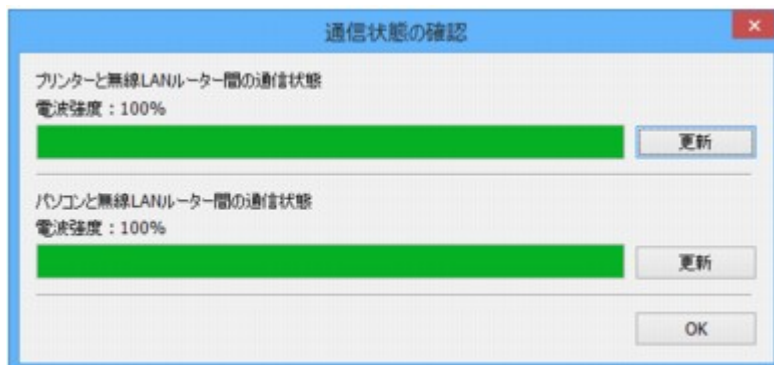 通信状態の確認
プリンターと無線LANルーター間の通信状態
電波強度：100%
更新
パソコンと無線LANルーター間の通信状態
電波強度：100%
更新
OK